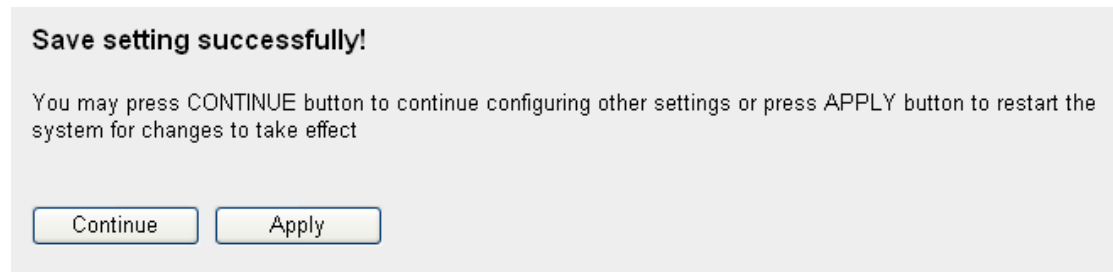 Save setting successfully!
You may press CONTINUE button to continue configuring other settings or press APPLY button to restart the
system for changes to take effect
Continue Apply